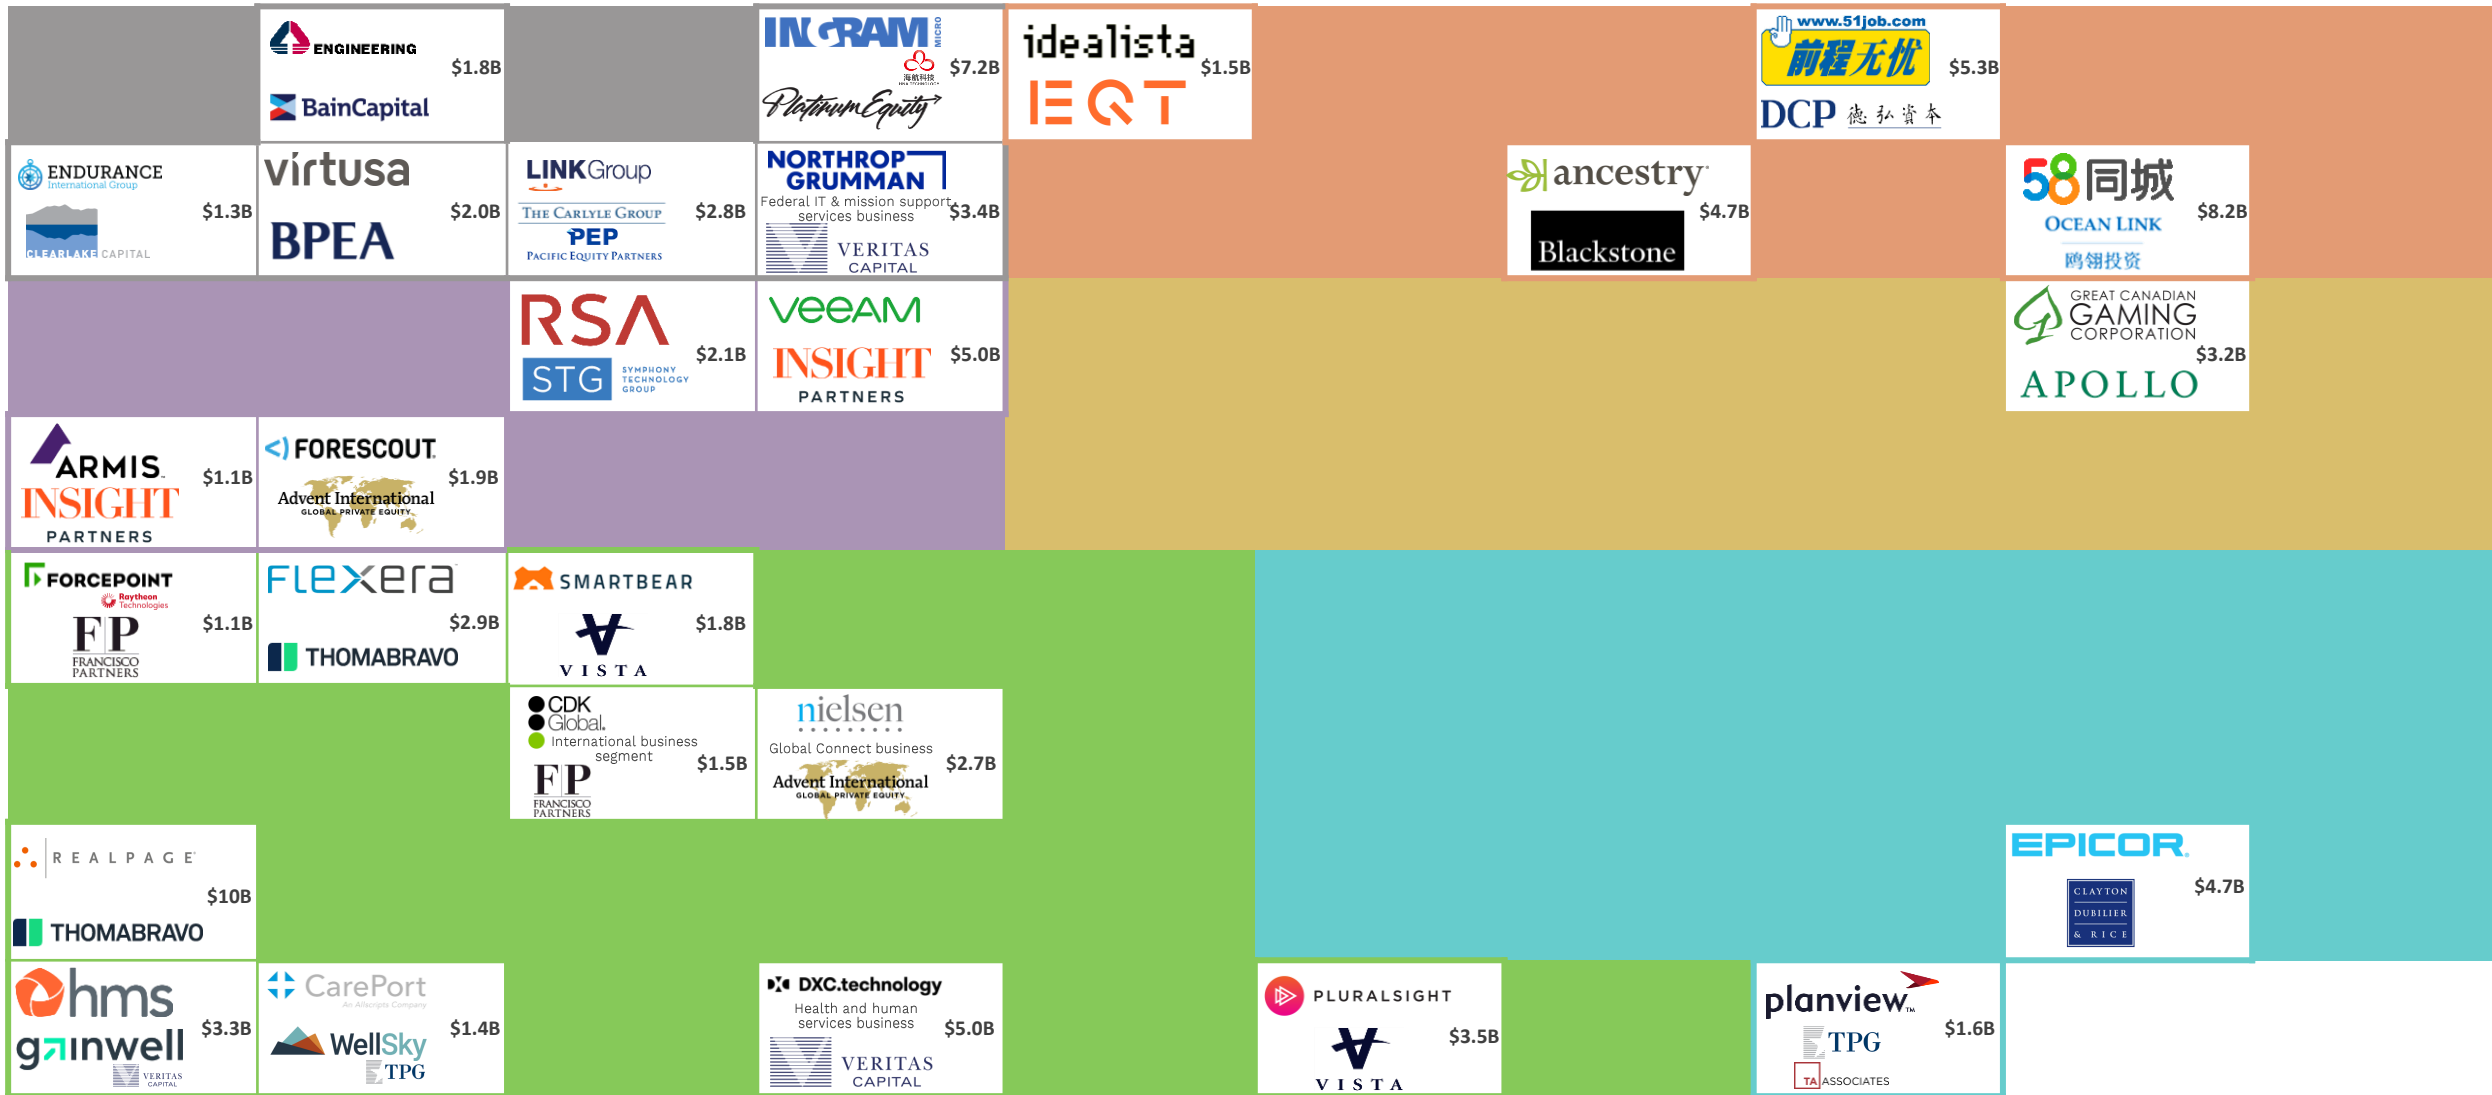 ENGINEERING
$1.8B
BainCapital
INGRAM MICRO
海航科技
HNA TECHNOLOGY
$7.2B
Platinum Equity
idealista
$1.5B
EQT
www.51job.com
前程无忧
$5.3B
DCP 德弘資本
ENDURANCE
International Group
$1.3B
CLEARLAKE CAPITAL
virtusa
$2.0B
BPEA
LINKGroup
THE CARLYLE GROUP
$2.8B
PEP
PACIFIC EQUITY PARTNERS
NORTHROP
GRUMMAN
Federal IT & mission support
services business
$3.4B
VERITAS
CAPITAL
ancestry
$4.7B
Blackstone
58同城
$8.2B
OCEAN LINK
鸥翎投资
RSA
$2.1B
STG SYMPHONY
TECHNOLOGY
GROUP
veeAM
$5.0B
INSIGHT
PARTNERS
GREAT CANADIAN
GAMING
CORPORATION
$3.2B
APOLLO
ARMIS
$1.1B
INSIGHT
PARTNERS
FORESCOUT
$1.9B
Advent International
GLOBAL PRIVATE EQUITY
FORCEPOINT
Raytheon
Technologies
$1.1B
FP
FRANCISCO
PARTNERS
FLEXERA
$2.9B
THOMABRAVO
SMARTBEAR
$1.8B
VISTA
CDK
Global.
International business
segment
$1.5B
FP
FRANCISCO
PARTNERS
nielsen
Global Connect business
$2.7B
Advent International
GLOBAL PRIVATE EQUITY
REALPAGE
$10B
THOMABRAVO
EPICOR
$4.7B
CLAYTON
DUBILIER
& RICE
hms
$3.3B
gainwell
VERITAS
CAPITAL
CarePort
An Allscripts Company
$1.4B
WellSky
TPG
DXC.technology
Health and human
services business
$5.0B
VERITAS
CAPITAL
PLURALSIGHT
$3.5B
VISTA
planview™
$1.6B
TPG
TA ASSOCIATES